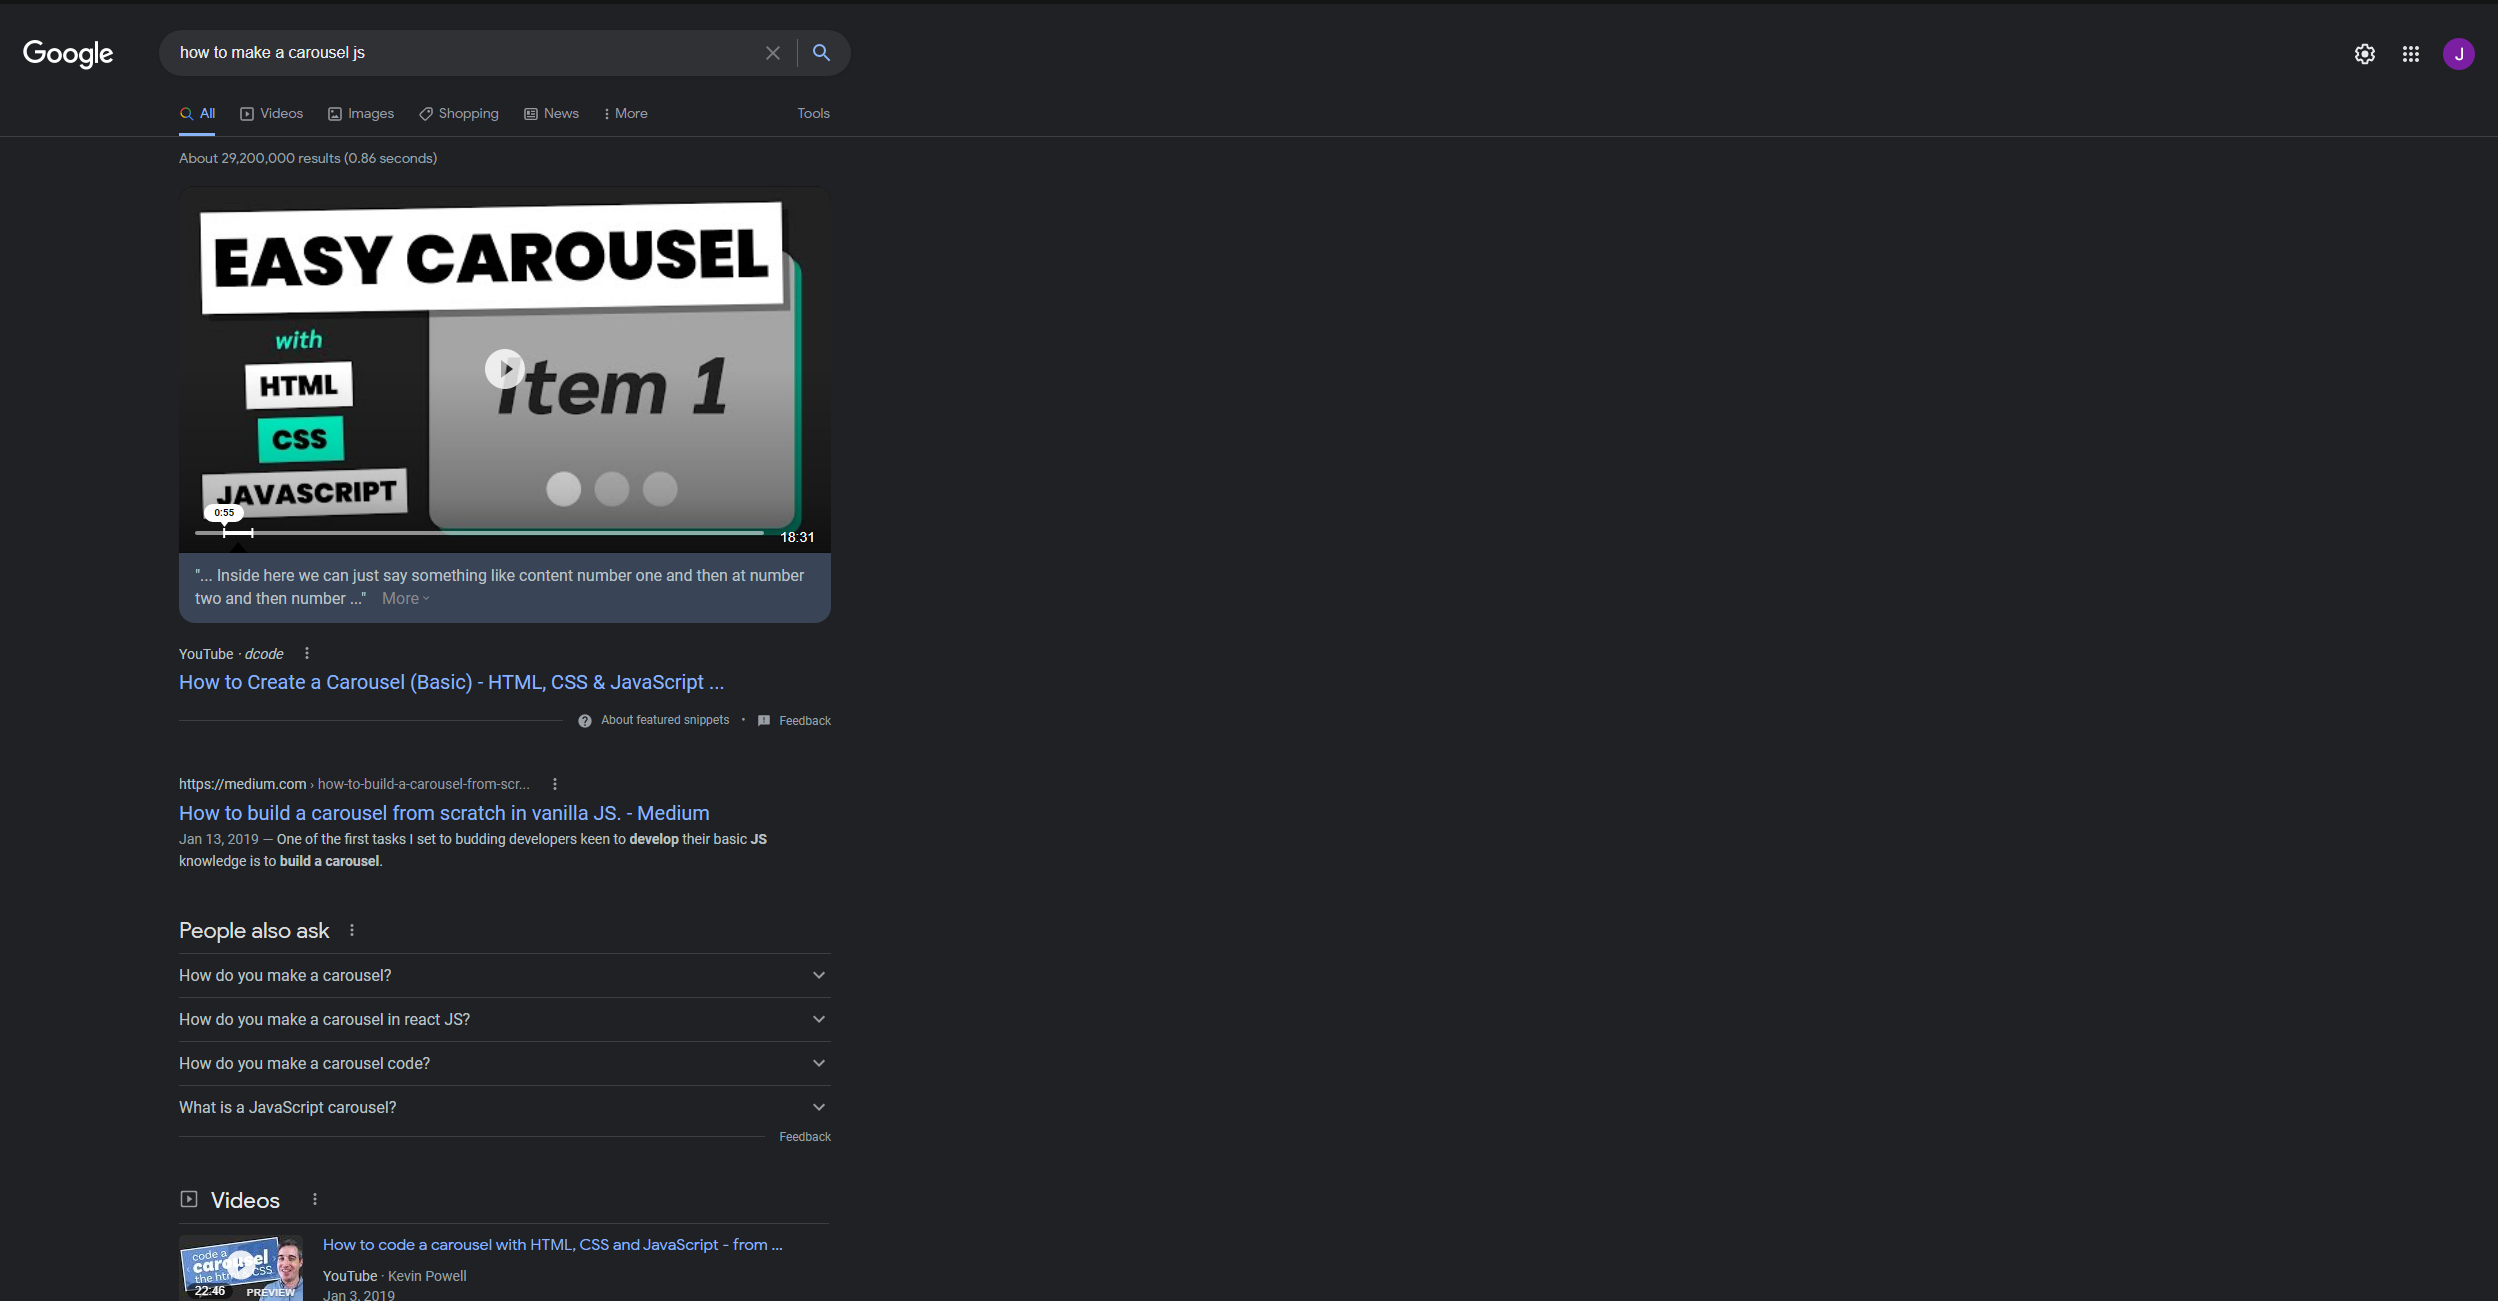 Google
how to make a carousel js
J
All
Videos
Images
Shopping
News
More
Tools
About 29,200,000 results (0.86 seconds)
EASY CAROUSEL
with
HTML
CSS
JAVASCRIPT
Item 1
0:55
18:31
"... Inside here we can just say something like content number one and then at number
two and then number ..." More
YouTube · dcode
How to Create a Carousel (Basic) - HTML, CSS & JavaScript ...
About featured snippets • Feedback
https://medium.com › how-to-build-a-carousel-from-scr...
How to build a carousel from scratch in vanilla JS. - Medium
Jan 13, 2019 — One of the first tasks I set to budding developers keen to develop their basic JS
knowledge is to build a carousel.
People also ask
How do you make a carousel?
How do you make a carousel in react JS?
How do you make a carousel code?
What is a JavaScript carousel?
Feedback
Videos
code a
carousel
the html CSS
22:46
PREVIEW
How to code a carousel with HTML, CSS and JavaScript - from ...
YouTube · Kevin Powell
Jan 3, 2019